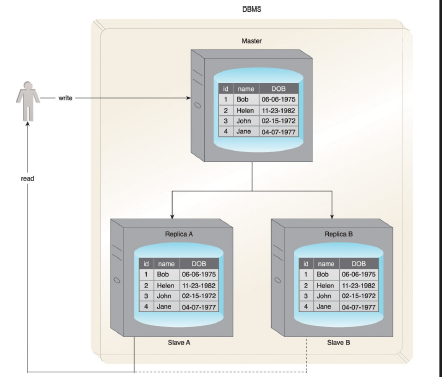 DBMS
Master
id name DOB
1 Bob 06-06-1975
2 Helen 11-23-1982
3 John 02-15-1972
4 Jane 04-07-1977
write
read
Replica A
id name DOB
1 Bob 06-06-1975
2 Helen 11-23-1982
3 John 02-15-1972
4 Jane 04-07-1977
Slave A
Replica B
id name DOB
1 Bob 06-06-1975
2 Helen 11-23-1982
3 John 02-15-1972
4 Jane 04-07-1977
Slave B